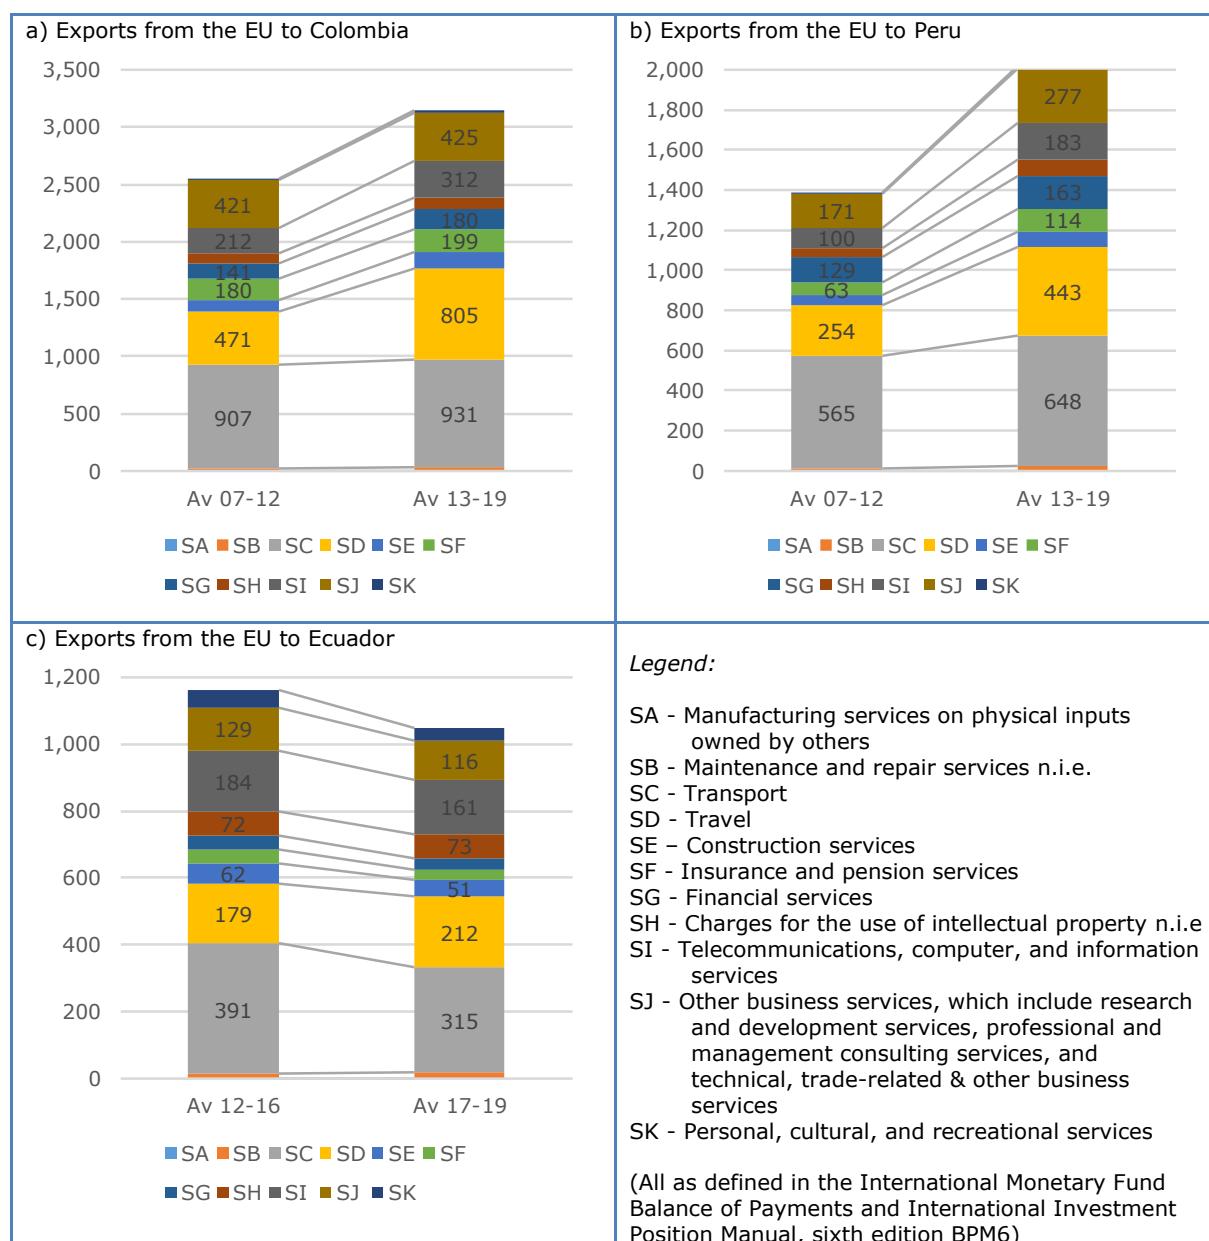 a) Exports from the EU to Colombia
3,500
3,000
2,500
2,000
1,500
1,000
500
0
421
212
141
180
471
907
425
312
180
199
805
931
Av 07-12
Av 13-19
SA SB SC SD SE SF
SG SH SI SJ SK
b) Exports from the EU to Peru
2,000
1,800
1,600
1,400
1,200
1,000
800
600
400
200
0
171
100
129
63
254
565
277
183
163
114
443
648
Av 07-12
Av 13-19
SA SB SC SD SE SF
SG SH SI SJ SK
c) Exports from the EU to Ecuador
1,200
1,000
800
600
400
200
0
129
184
72
62
179
391
116
161
73
51
212
315
Av 12-16
Av 17-19
SA SB SC SD SE SF
SG SH SI SJ SK
Legend:
SA - Manufacturing services on physical inputs
owned by others
SB - Maintenance and repair services n.i.e.
SC - Transport
SD - Travel
SE – Construction services
SF - Insurance and pension services
SG - Financial services
SH - Charges for the use of intellectual property n.i.e
SI - Telecommunications, computer, and information
services
SJ - Other business services, which include research
and development services, professional and
management consulting services, and
technical, trade-related & other business
services
SK - Personal, cultural, and recreational services
(All as defined in the International Monetary Fund
Balance of Payments and International Investment
Position Manual, sixth edition BPM6)